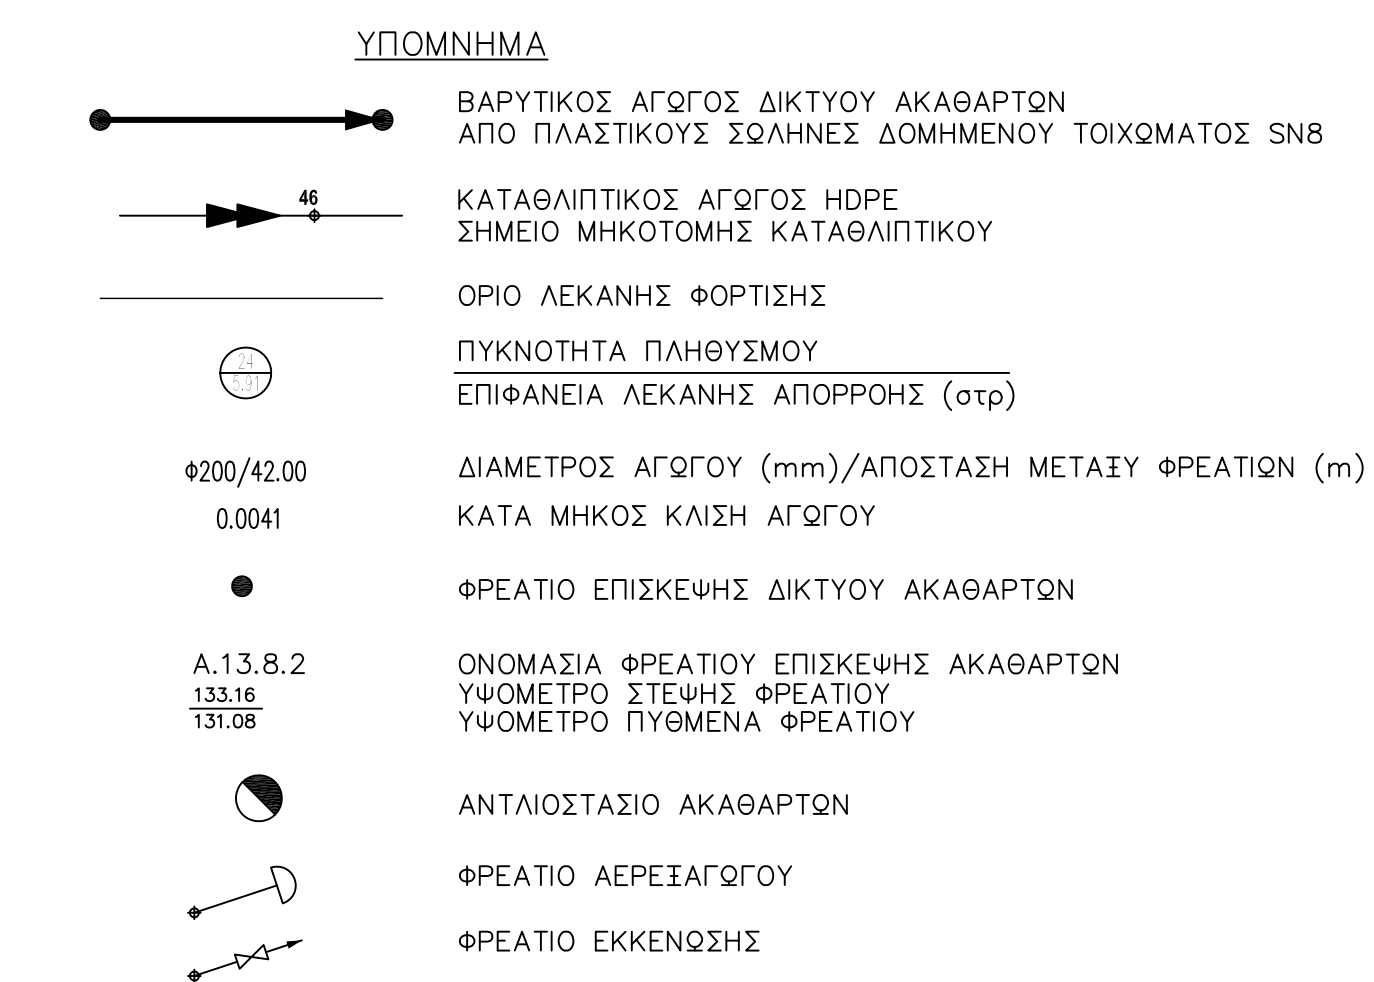 ΥΠΟΜΝΗΜΑ
ΒΑΡΥΤΙΚΟΣ ΑΓΩΓΟΣ ΔΙΚΤΥΟΥ ΑΚΑΘΑΡΤΩΝ
ΑΠΟ ΠΛΑΣΤΙΚΟΥΣ ΣΩΛΗΝΕΣ ΔΟΜΗΜΕΝΟΥ ΤΟΙΧΩΜΑΤΟΣ SN8
46
ΚΑΤΑΘΛΙΠΤΙΚΟΣ ΑΓΩΓΟΣ HDPE
ΣΗΜΕΙΟ ΜΗΚΟΤΟΜΗΣ ΚΑΤΑΘΛΙΠΤΙΚΟΥ
ΟΡΙΟ ΛΕΚΑΝΗΣ ΦΟΡΤΙΣΗΣ
24
5.91
ΠΥΚΝΟΤΗΤΑ ΠΛΗΘΥΣΜΟΥ
ΕΠΙΦΑΝΕΙΑ ΛΕΚΑΝΗΣ ΑΠΟΡΡΟΗΣ (στρ)
Φ200/42.00 ΔΙΑΜΕΤΡΟΣ ΑΓΩΓΟΥ (mm)/ΑΠΟΣΤΑΣΗ ΜΕΤΑΞΥ ΦΡΕΑΤΙΩΝ (m)
0.0041 ΚΑΤΑ ΜΗΚΟΣ ΚΛΙΣΗ ΑΓΩΓΟΥ
ΦΡΕΑΤΙΟ ΕΠΙΣΚΕΨΗΣ ΔΙΚΤΥΟΥ ΑΚΑΘΑΡΤΩΝ
Α.13.8.2 ΟΝΟΜΑΣΙΑ ΦΡΕΑΤΙΟΥ ΕΠΙΣΚΕΨΗΣ ΑΚΑΘΑΡΤΩΝ
133.16 ΥΨΟΜΕΤΡΟ ΣΤΕΨΗΣ ΦΡΕΑΤΙΟΥ
131.08 ΥΨΟΜΕΤΡΟ ΠΥΘΜΕΝΑ ΦΡΕΑΤΙΟΥ
ΑΝΤΛΙΟΣΤΑΣΙΟ ΑΚΑΘΑΡΤΩΝ
ΦΡΕΑΤΙΟ ΑΕΡΕΞΑΓΩΓΟΥ
ΦΡΕΑΤΙΟ ΕΚΚΕΝΩΣΗΣ